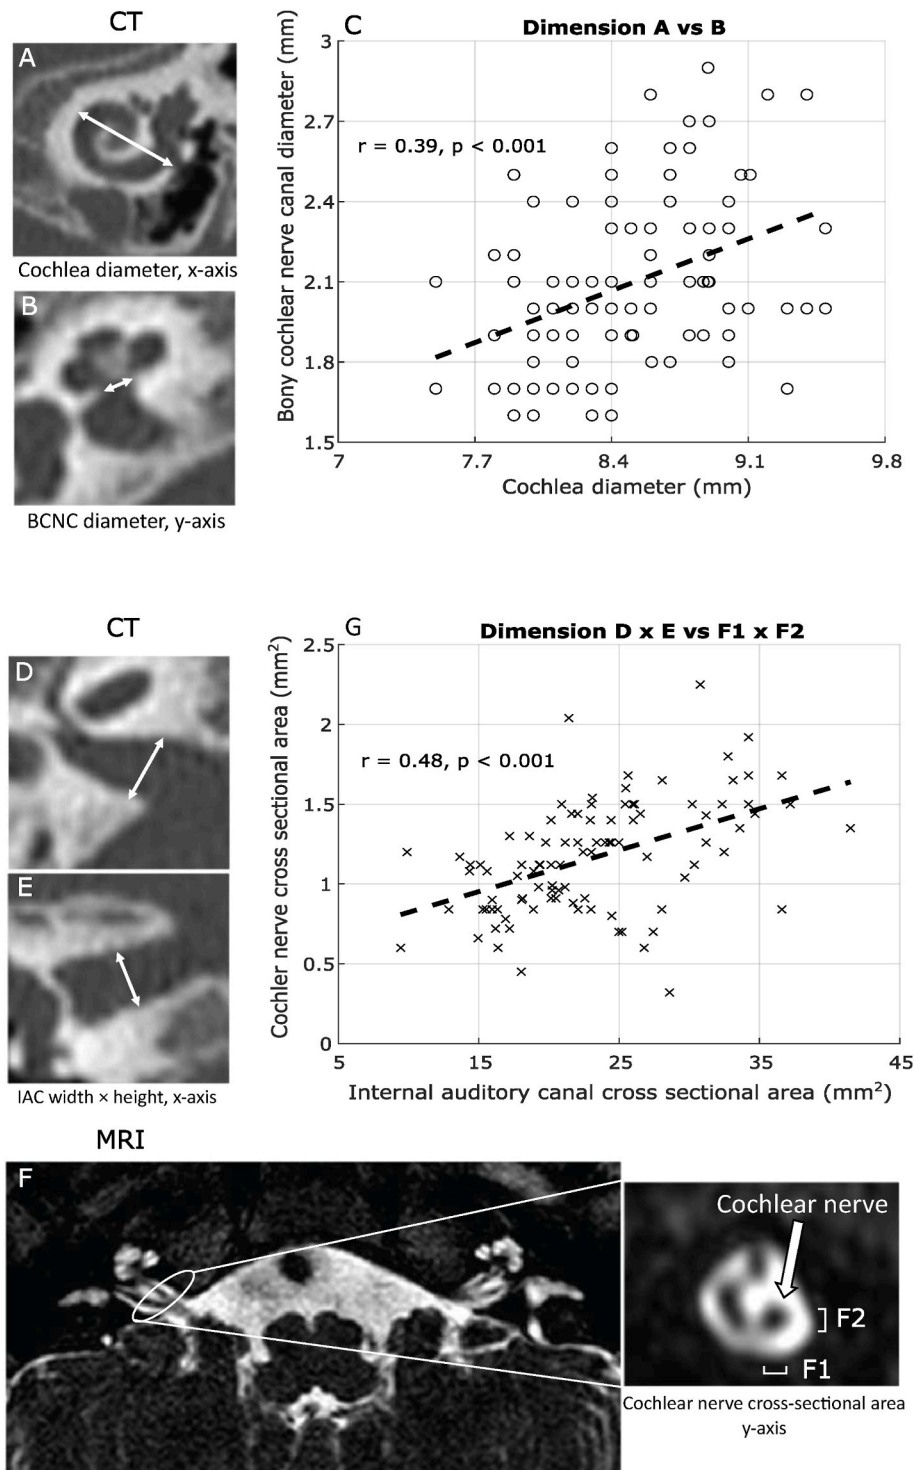 CT
A
Cochlea diameter, x-axis
B
BCNC diameter, y-axis
C
Dimension A vs B
Bony cochlear nerve canal diameter (mm)
3
2.7
2.4
2.1
1.8
1.5
r = 0.39, p < 0.001
7 7.7 8.4 9.1 9.8
Cochlea diameter (mm)
CT
D
E
IAC width × height, x-axis
G
Dimension D x E vs F1 x F2
Cochler nerve cross sectional area (mm²)
2.5
2
1.5
1
0.5
0
r = 0.48, p < 0.001
5 15 25 35 45
Internal auditory canal cross sectional area (mm²)
MRI
F
Cochlear nerve
F2
F1
Cochlear nerve cross-sectional area
y-axis